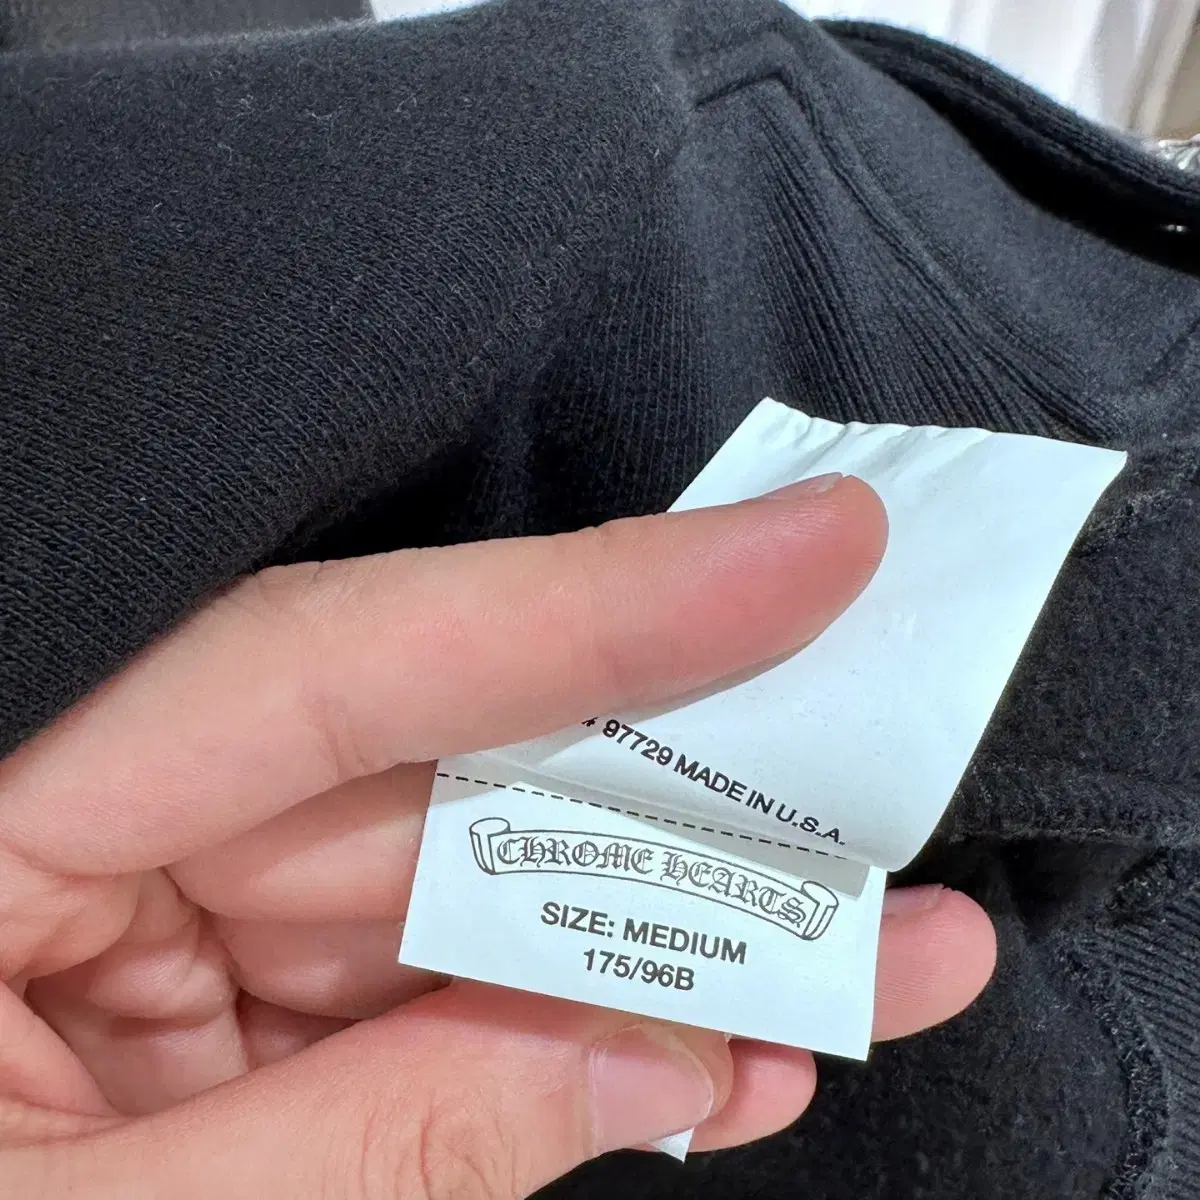 97729 MADE IN U.S.A.
CHROME HEARTS
SIZE: MEDIUM
175/96B